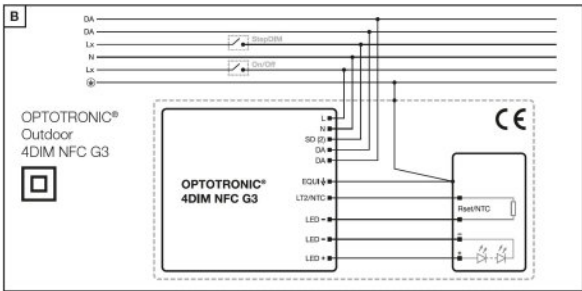 B
DA
DA
Lx
StepDIM
N
Lx
On/Off
OPTOTRONIC®
Outdoor
4DIM NFC G3
CE
L
N
SD (2)
DA
DA
OPTOTRONIC®
4DIM NFC G3
EQUI
LT2/NTC
Rset/NTC
LED –
LED –
–
LED +
+